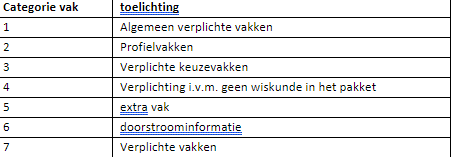 Categorie vak toelichting
1 Algemeen verplichte vakken
2 Profielvakken
3 Verplichte keuzevakken
4 Verplichting i.v.m. geen wiskunde in het pakket
5 extra vak
6 doorstroominformatie
7 Verplichte vakken